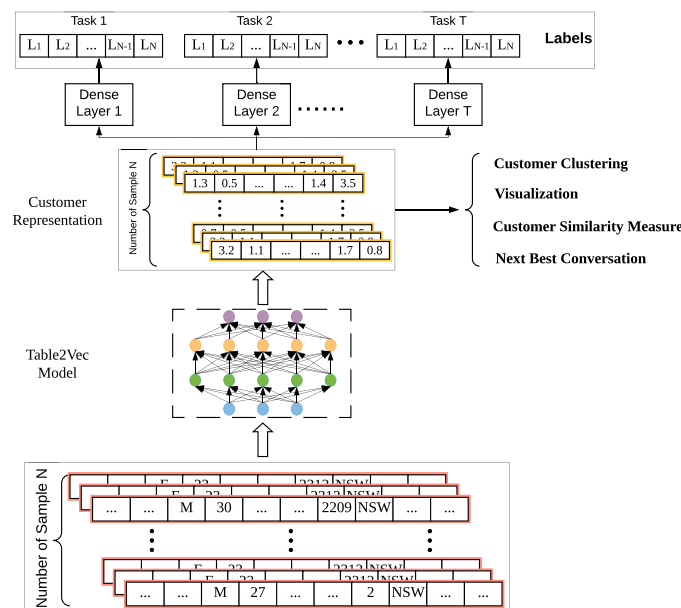 Task 1 Task 2 Task T
L1 L2 ... LN-1 LN L1 L2 ... LN-1 LN L1 L2 ... LN-1 LN
Labels
Dense Layer 1
Dense Layer 2
Dense Layer T
Customer
Representation
Number of Sample N
1.3 0.5 ... ... 1.4 3.5
3.2 1.1 ... ... 1.7 0.8
Customer Clustering
Visualization
Customer Similarity Measure
Next Best Conversation
Table2Vec
Model
Number of Sample N
... ... M 30 ... ... 2209 NSW ... ...
... ... M 27 ... ... 2 NSW ... ...